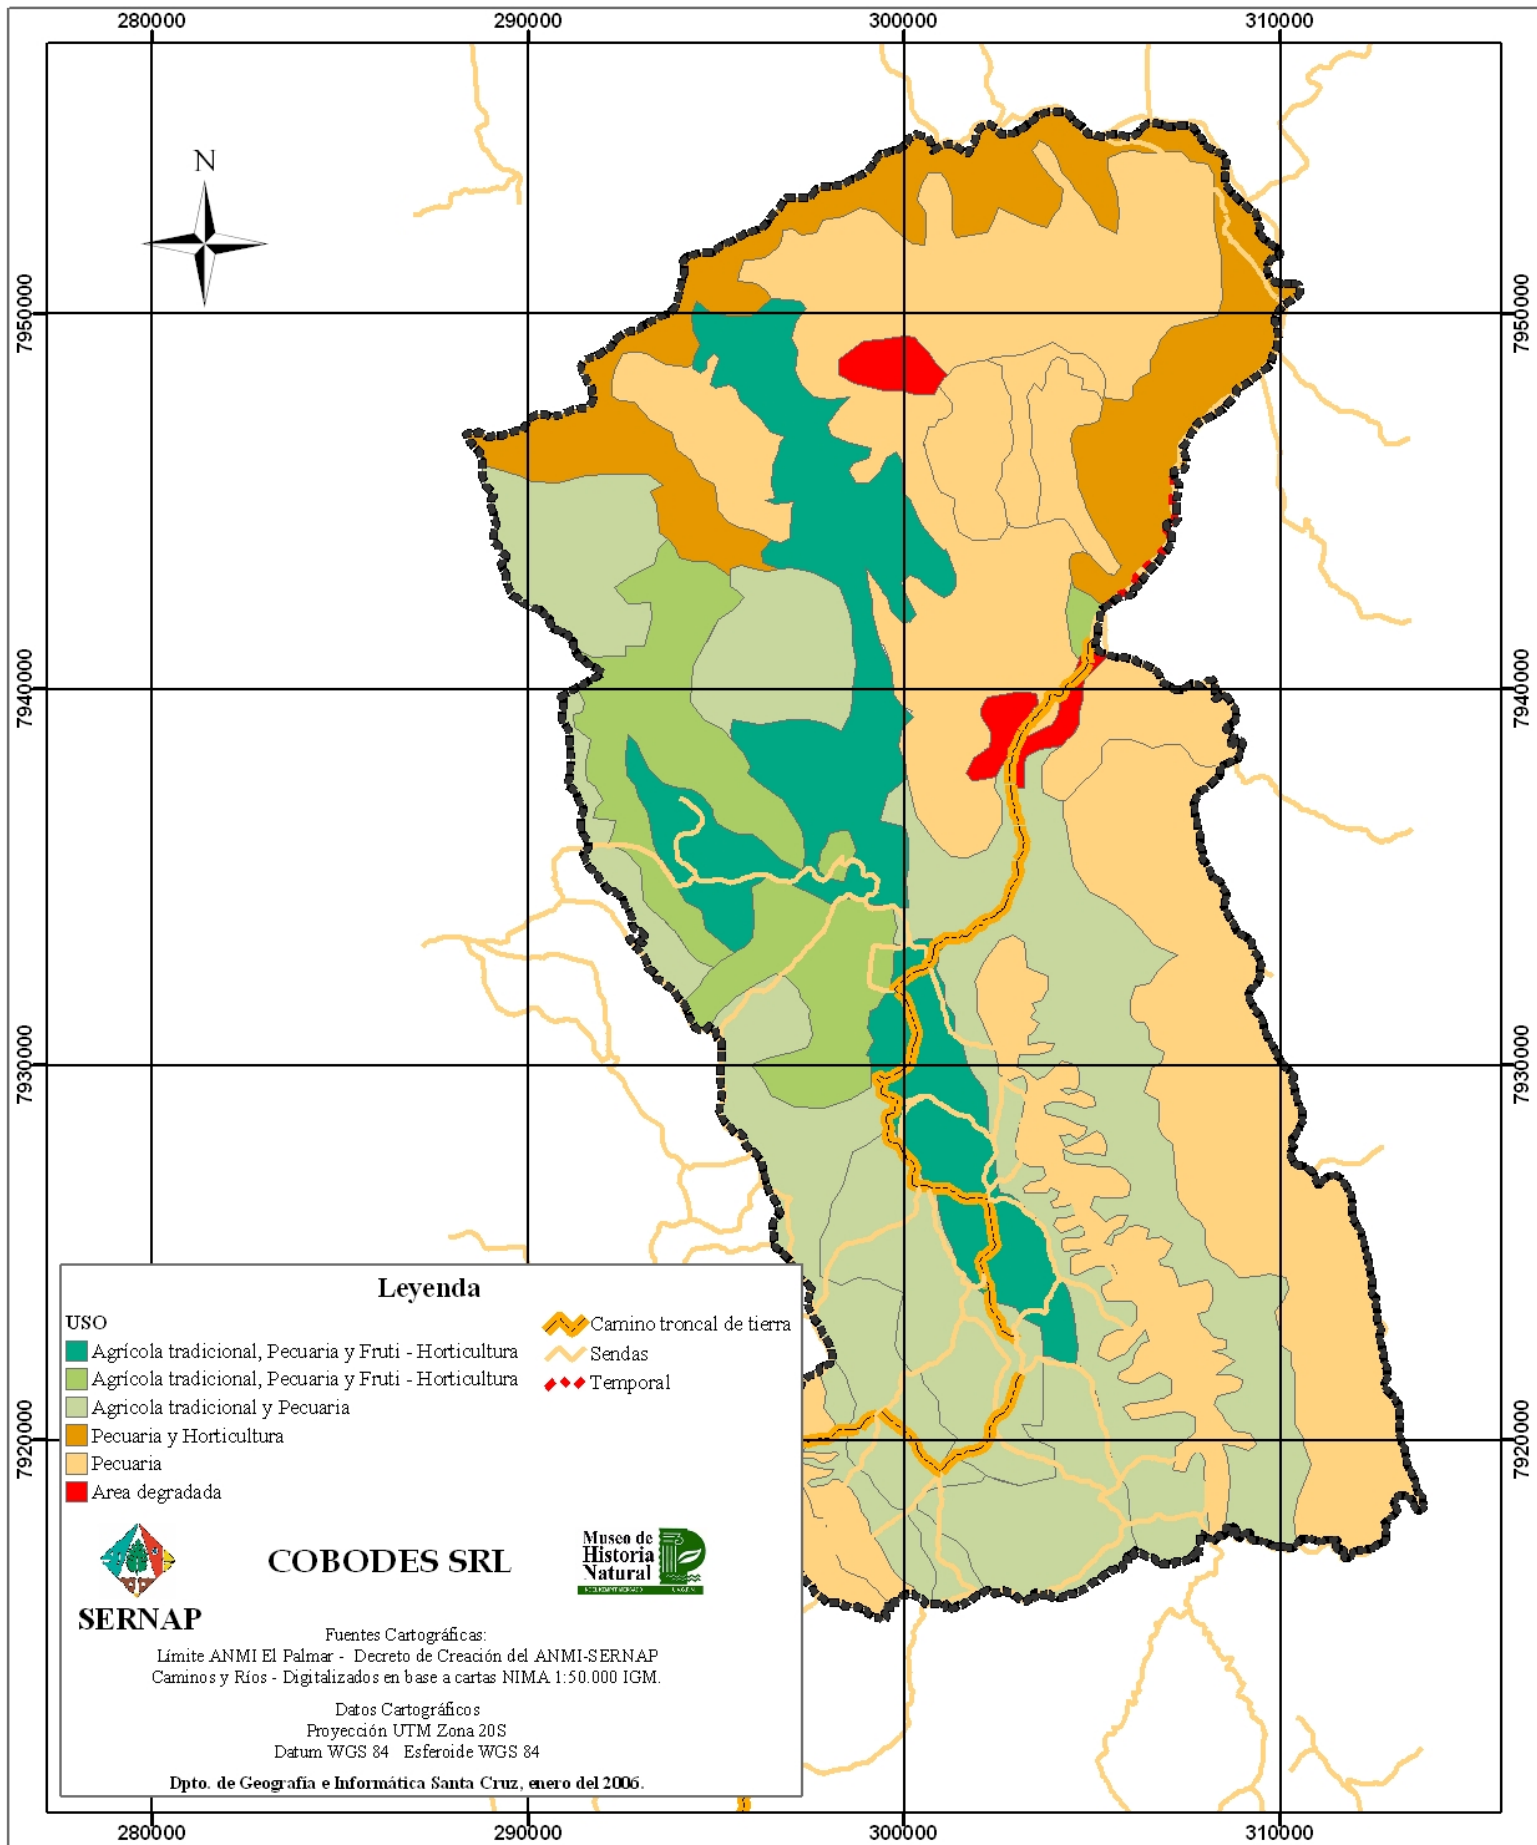 280000
290000
300000
310000
N
7950000
7950000
7940000
7940000
7930000
7930000
7920000
7920000
Leyenda
USO
Agrícola tradicional, Pecuaria y Fruti - Horticultura
Agrícola tradicional, Pecuaria y Fruti - Horticultura
Agricola tradicional y Pecuaria
Pecuaria y Horticultura
Pecuaria
Area degradada
Camino troncal de tierra
Sendas
Temporal
SERNAP
COBODES SRL
Museo de
Historia
Natural
Fuentes Cartográficas:
Límite ANMI El Palmar - Decreto de Creación del ANMI-SERNAP
Caminos y Ríos - Digitalizados en base a cartas NIMA 1:50.000 IGM.
Datos Cartográficos
Proyección UTM Zona 20S
Datum WGS 84 Esferoide WGS 84
Dpto. de Geografía e Informática Santa Cruz, enero del 2006.
280000
290000
300000
310000